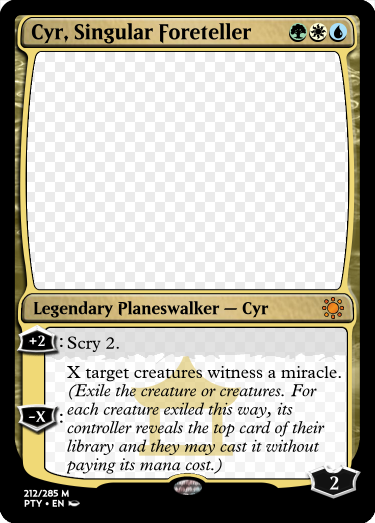 Cyr, Singular Foreteller
Legendary Planeswalker — Cyr
+2: Scry 2.
X target creatures witness a miracle.
(Exile the creature or creatures. For
-X: each creature exiled this way, its
controller reveals the top card of their
library and they may cast it without
paying its mana cost.)
2
212/285 M
PTY • EN